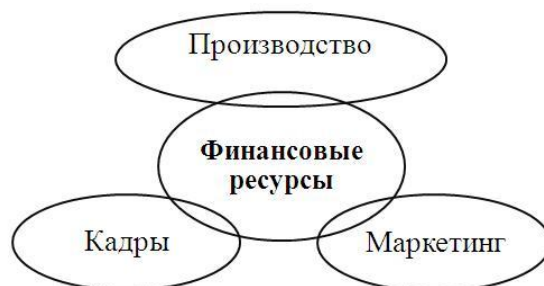 Производство
Финансовые
ресурсы
Кадры
Маркетинг